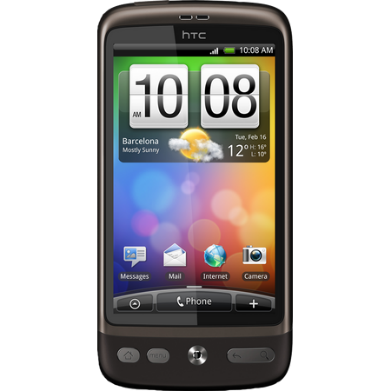 hTC
10:08 AM
10 08
AM
Barcelona
Mostly Sunny
Tue, Feb 16
12° H: 16°
L: 10°
Messages Mail Internet Camera
Phone +
menu